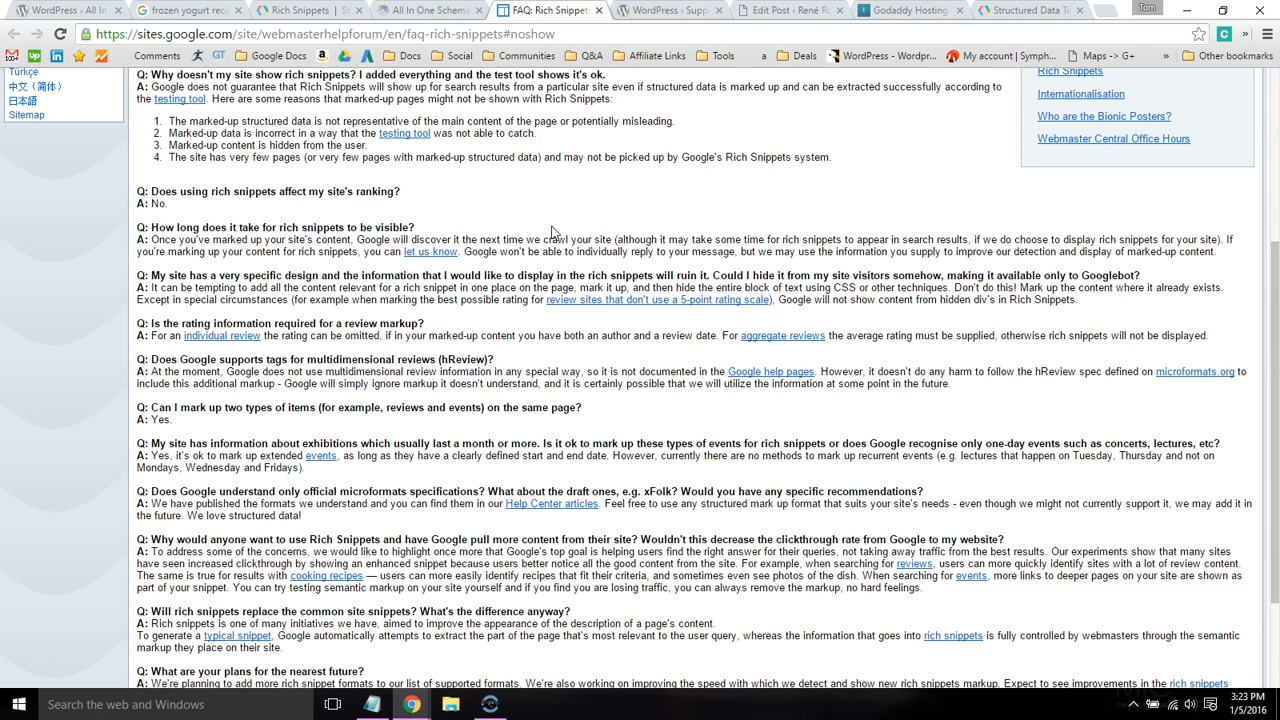 WordPress › All In
frozen yogurt rec
Rich Snippets | St
All In One Schema
FAQ: Rich Snippet
WordPress › Supp
Edit Post ‹ René R
Godaddy Hosting
Structured Data T
Tom
https://sites.google.com/site/webmasterhelpforum/en/faq-rich-snippets#noshow
Comments
GT
Google Docs
Docs
Social
Communities
Q&A
Affiliate Links
Tools
a
Deals
WordPress - Wordpr...
My account | Symph...
Maps -> G+
»
Other bookmarks
Türkçe
中文（简体）
日本語
Sitemap
Q: Why doesn't my site show rich snippets? I added everything and the test tool shows it's ok.
A: Google does not guarantee that Rich Snippets will show up for search results from a particular site even if structured data is marked up and can be extracted successfully according to
the testing tool. Here are some reasons that marked-up pages might not be shown with Rich Snippets:
1. The marked-up structured data is not representative of the main content of the page or potentially misleading.
2. Marked-up data is incorrect in a way that the testing tool was not able to catch.
3. Marked-up content is hidden from the user.
4. The site has very few pages (or very few pages with marked-up structured data) and may not be picked up by Google's Rich Snippets system.
Q: Does using rich snippets affect my site's ranking?
A: No.
Q: How long does it take for rich snippets to be visible?
A: Once you've marked up your site's content, Google will discover it the next time we crawl your site (although it may take some time for rich snippets to appear in search results, if we do choose to display rich snippets for your site). If
you're marking up your content for rich snippets, you can let us know. Google won't be able to individually reply to your message, but we may use the information you supply to improve our detection and display of marked-up content.
Q: My site has a very specific design and the information that I would like to display in the rich snippets will ruin it. Could I hide it from my site visitors somehow, making it available only to Googlebot?
A: It can be tempting to add all the content relevant for a rich snippet in one place on the page, mark it up, and then hide the entire block of text using CSS or other techniques. Don't do this! Mark up the content where it already exists.
Except in special circumstances (for example when marking the best possible rating for review sites that don't use a 5-point rating scale), Google will not show content from hidden div's in Rich Snippets.
Q: Is the rating information required for a review markup?
A: For an individual review the rating can be omitted, if in your marked-up content you have both an author and a review date. For aggregate reviews the average rating must be supplied, otherwise rich snippets will not be displayed.
Q: Does Google supports tags for multidimensional reviews (hReview)?
A: At the moment, Google does not use multidimensional review information in any special way, so it is not documented in the Google help pages. However, it doesn't do any harm to follow the hReview spec defined on microformats.org to
include this additional markup - Google will simply ignore markup it doesn't understand, and it is certainly possible that we will utilize the information at some point in the future.
Q: Can I mark up two types of items (for example, reviews and events) on the same page?
A: Yes.
Q: My site has information about exhibitions which usually last a month or more. Is it ok to mark up these types of events for rich snippets or does Google recognise only one-day events such as concerts, lectures, etc?
A: Yes, it's ok to mark up extended events, as long as they have a clearly defined start and end date. However, currently there are no methods to mark up recurrent events (e.g. lectures that happen on Tuesday, Thursday and not on
Mondays, Wednesday and Fridays).
Q: Does Google understand only official microformats specifications? What about the draft ones, e.g. xFolk? Would you have any specific recommendations?
A: We have published the formats we understand and you can find them in our Help Center articles. Feel free to use any structured mark up format that suits your site's needs - even though we might not currently support it, we may add it in
the future. We love structured data!
Q: Why would anyone want to use Rich Snippets and have Google pull more content from their site? Wouldn't this decrease the clickthrough rate from Google to my website?
A: To address some of the concerns, we would like to highlight once more that Google's top goal is helping users find the right answer for their queries, not taking away traffic from the best results. Our experiments show that many sites
have seen increased clickthrough by showing an enhanced snippet because users better notice all the good content from the site. For example, when searching for reviews, users can more quickly identify sites with a lot of review content.
The same is true for results with cooking recipes — users can more easily identify recipes that fit their criteria, and sometimes even see photos of the dish. When searching for events, more links to deeper pages on your site are shown as
part of your snippet. You can try testing semantic markup on your site yourself and if you find you are losing traffic, you can always remove the markup, no hard feelings.
Q: Will rich snippets replace the common site snippets? What's the difference anyway?
A: Rich snippets is one of many initiatives we have, aimed to improve the appearance of the description of a page's content.
To generate a typical snippet, Google automatically attempts to extract the part of the page that's most relevant to the user query, whereas the information that goes into rich snippets is fully controlled by webmasters through the semantic
markup they place on their site.
Q: What are your plans for the nearest future?
A: We're planning to add more rich snippet formats to our list of supported formats. We're also working on improving the speed with which we detect and show new rich snippets markup. Expect to see improvements in the rich snippets
Rich Snippets
Internationalisation
Who are the Bionic Posters?
Webmaster Central Office Hours
Search the web and Windows
3:23 PM
1/5/2016